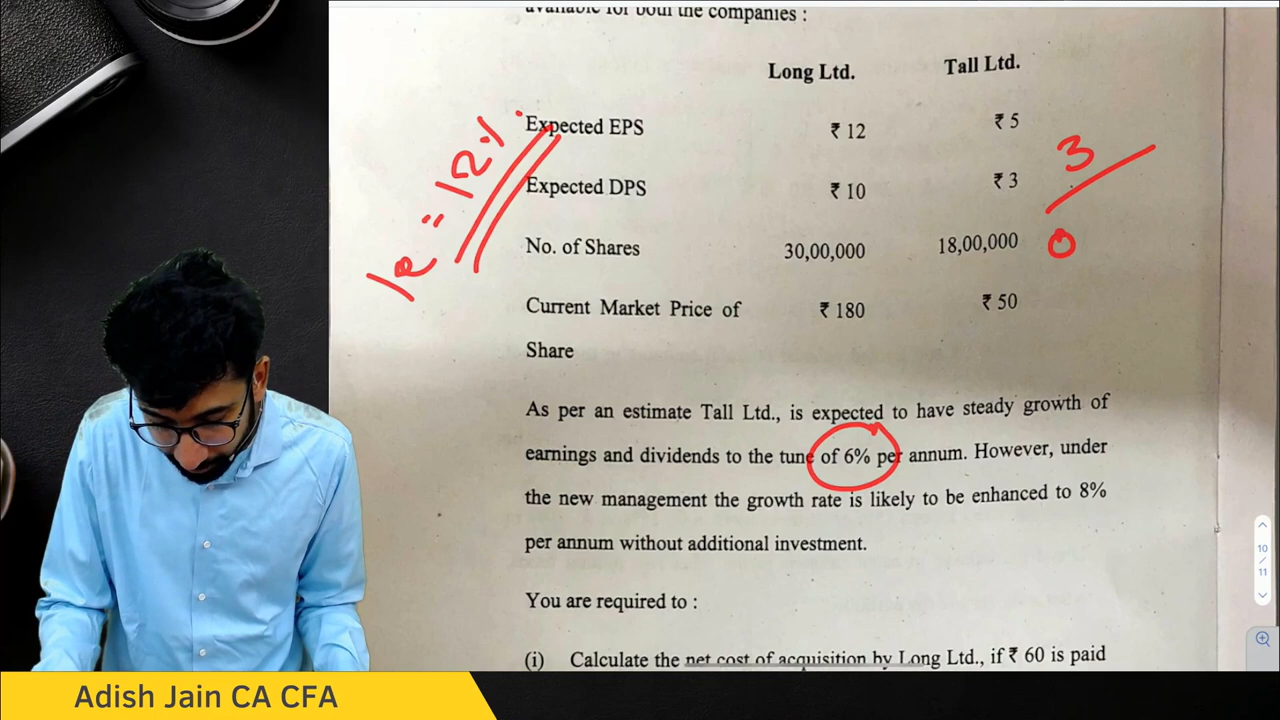 available for both the companies :
Long Ltd. Tall Ltd.
Expected EPS ₹ 12 ₹ 5
Expected DPS ₹ 10 ₹ 3
No. of Shares 30,00,000 18,00,000
Current Market Price of ₹ 180 ₹ 50
Share
As per an estimate Tall Ltd., is expected to have steady growth of
earnings and dividends to the tune of 6% per annum. However, under
the new management the growth rate is likely to be enhanced to 8%
per annum without additional investment.
You are required to :
(i) Calculate the net cost of acquisition by Long Ltd., if ₹ 60 is paid
= 12%
3
0
10
/
11
Adish Jain CA CFA